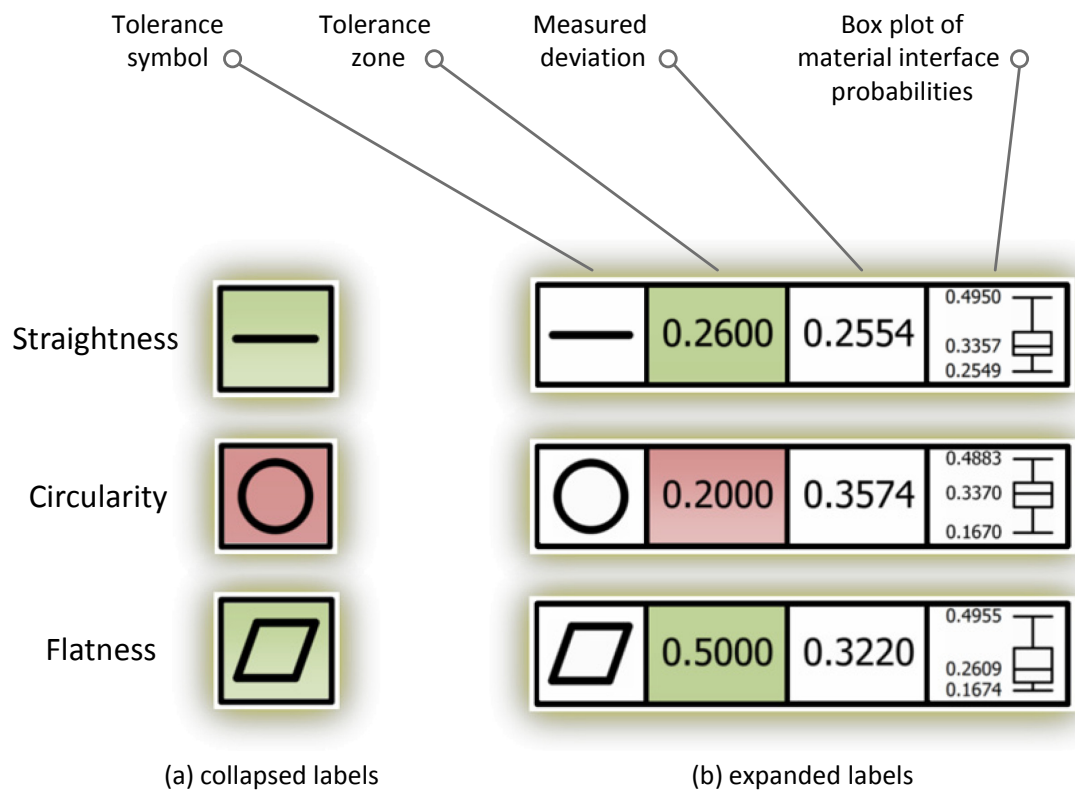 Tolerance
symbol
Tolerance
zone
Measured
deviation
Box plot of
material interface
probabilities
Straightness
0.2600
0.2554
0.4950
0.3357
0.2549
Circularity
0.2000
0.3574
0.4883
0.3370
0.1670
Flatness
0.5000
0.3220
0.4955
0.2609
0.1674
(a) collapsed labels
(b) expanded labels